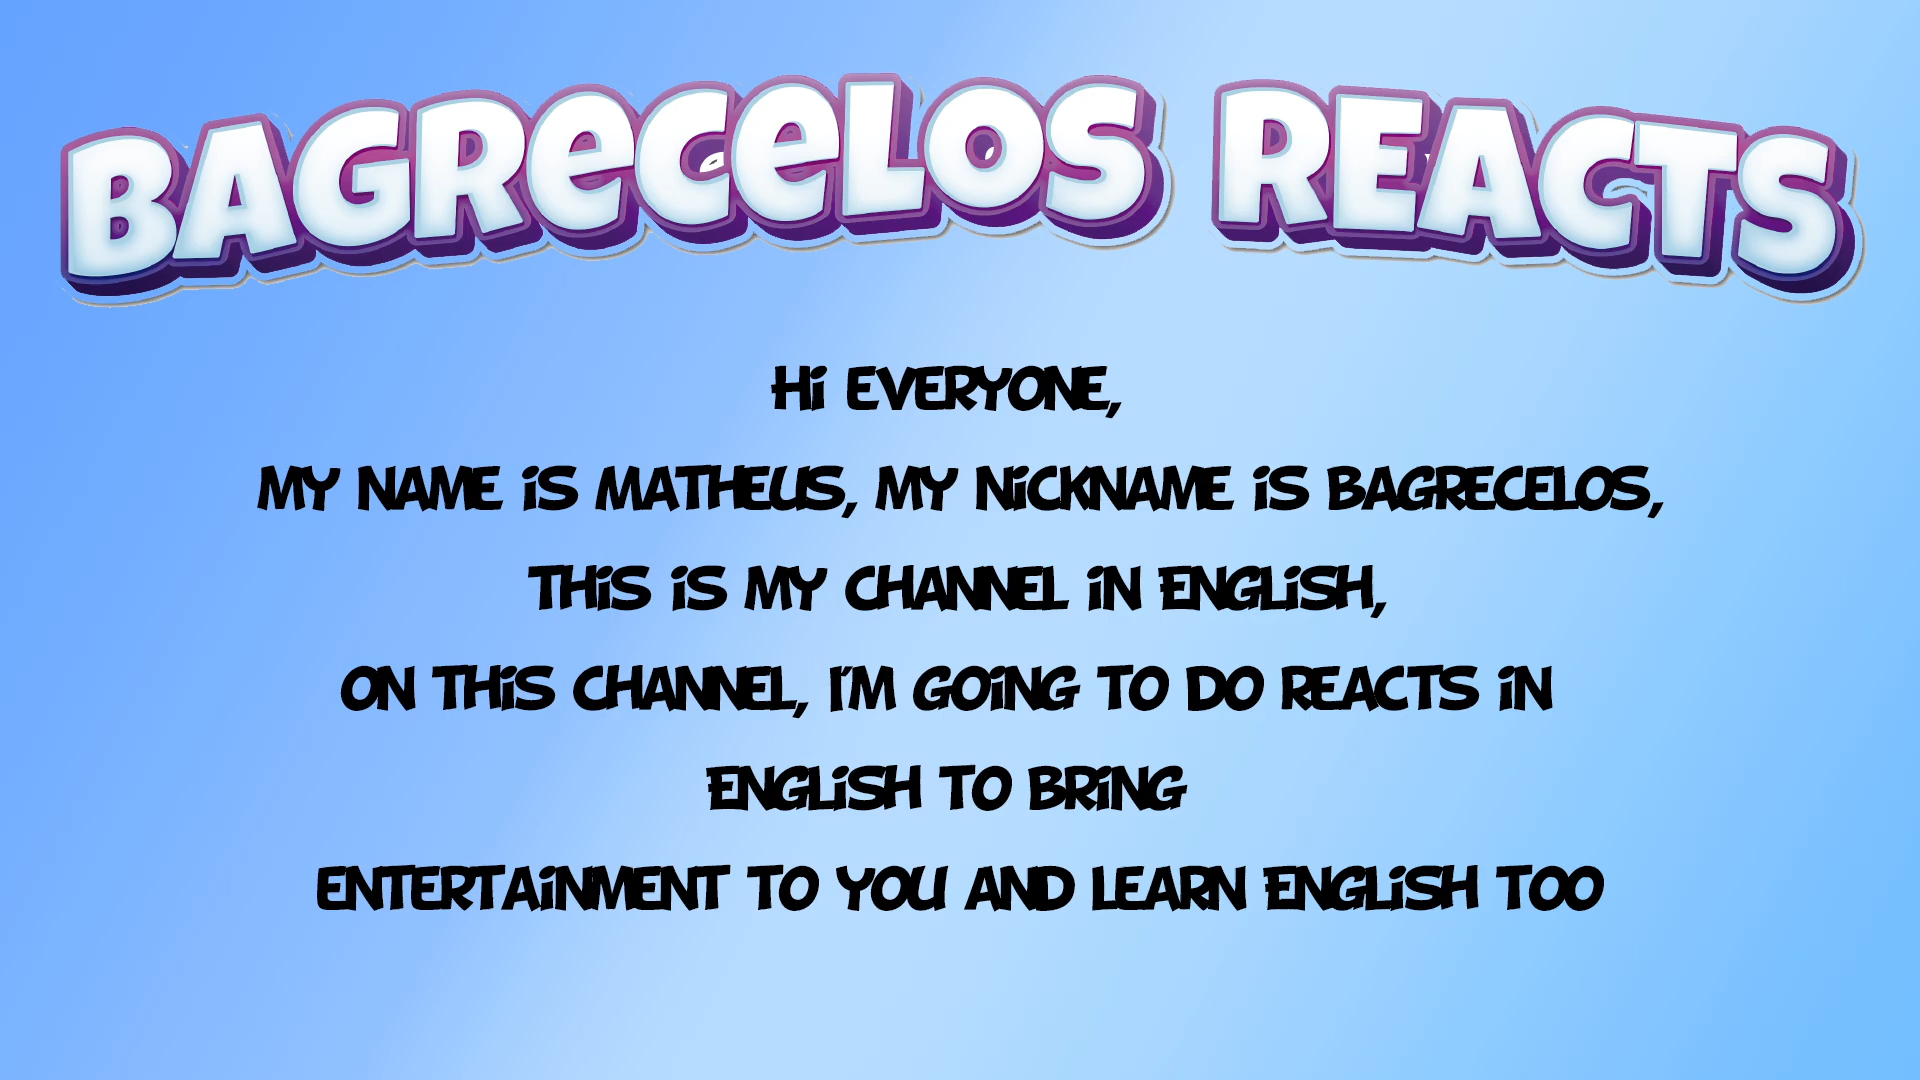 BAGReCeLOS REACTS
Hi EVERYONE,
MY NAME iS MATHEUS, MY NiCKNAME iS BAGRECELOS,
THiS iS MY CHANNEL iN ENGLiSH,
ON THiS CHANNEL, I'M GOiNG TO DO REACTS iN
ENGLiSH TO BRiNG
ENTERTAiNMENT TO YOU AND LEARN ENGLiSH TOO